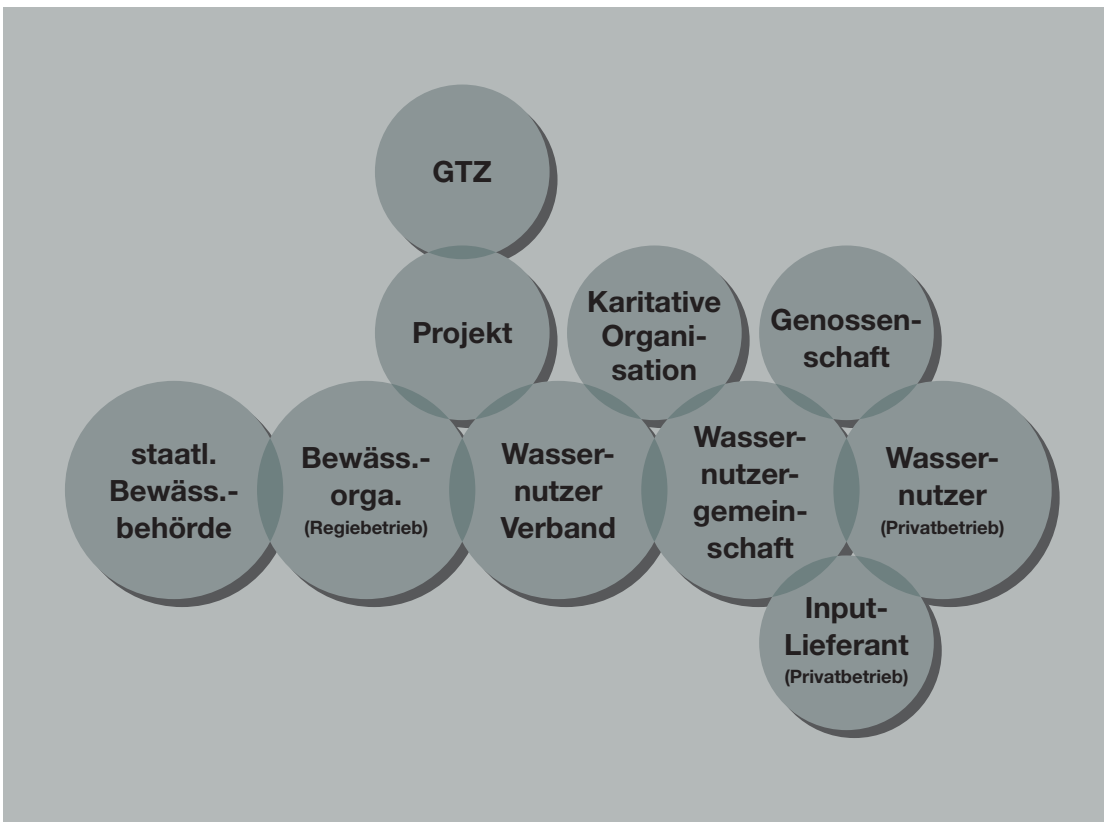 GTZ
Projekt
Karitative
Organi-
sation
Genossen-
schaft
staatl.
Bewäss.-
behörde
Bewäss.-
orga.
(Regiebetrieb)
Wasser-
nutzer
Verband
Wasser-
nutzer-
gemein-
schaft
Wasser-
nutzer
(Privatbetrieb)
Input-
Lieferant
(Privatbetrieb)